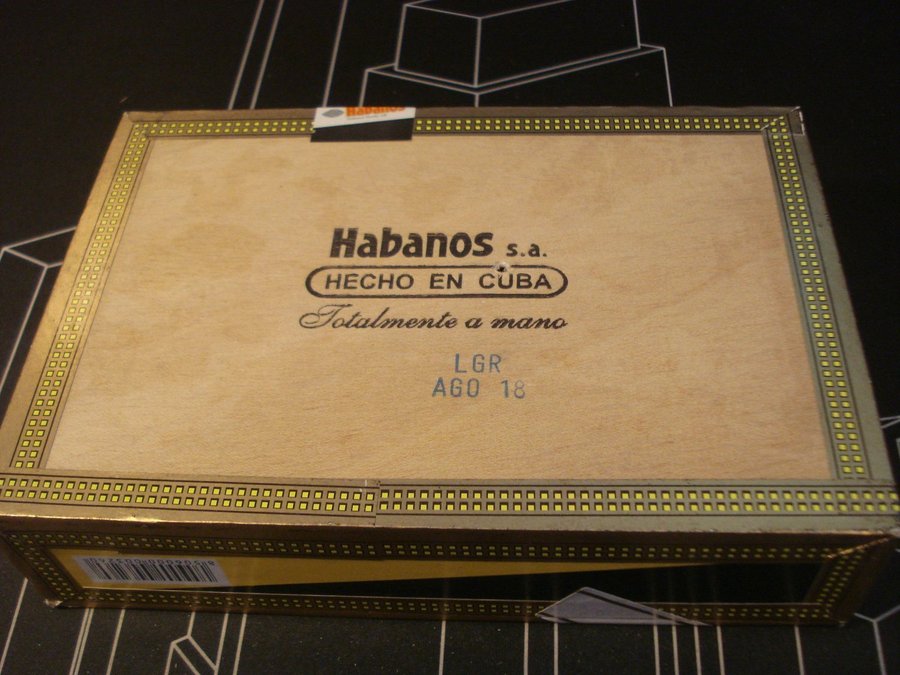 Habanos
Habanos s.a.
HECHO EN CUBA
Totalmente a mano
LGR
AGO 18